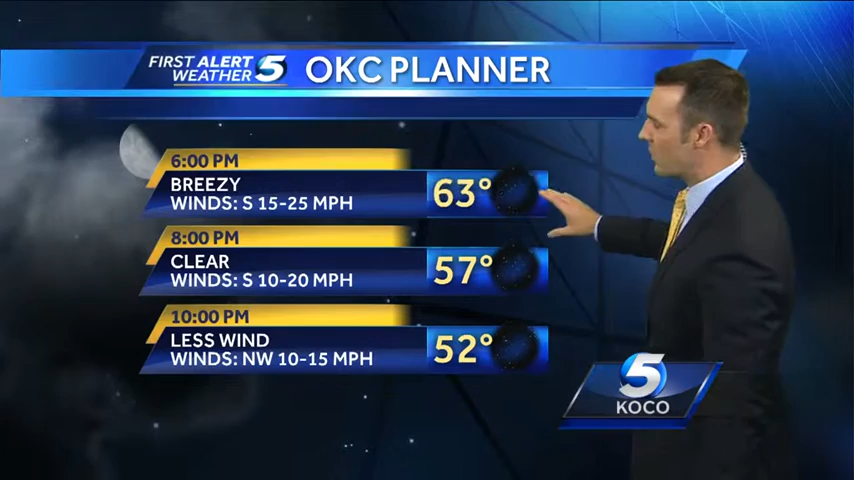 FIRST ALERT
WEATHER 5
OKC PLANNER
6:00 PM
BREEZY
WINDS: S 15-25 MPH
63°
8:00 PM
CLEAR
WINDS: S 10-20 MPH
57°
10:00 PM
LESS WIND
WINDS: NW 10-15 MPH
52°
5
KOCO